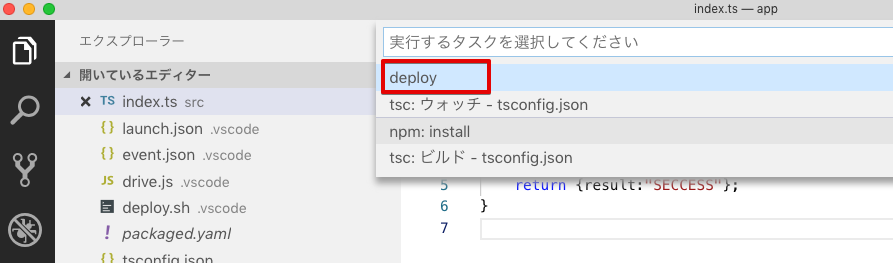 index.ts — app
エクスプローラー
開いているエディター
TS index.ts src
{ } launch.json .vscode
{ } event.json .vscode
JS drive.js .vscode
deploy.sh .vscode
! packaged.yaml
tsconfig.json
実行するタスクを選択してください
deploy
tsc: ウォッチ - tsconfig.json
npm: install
tsc: ビルド - tsconfig.json
5 return {result:"SECCESS"};
6 }
7